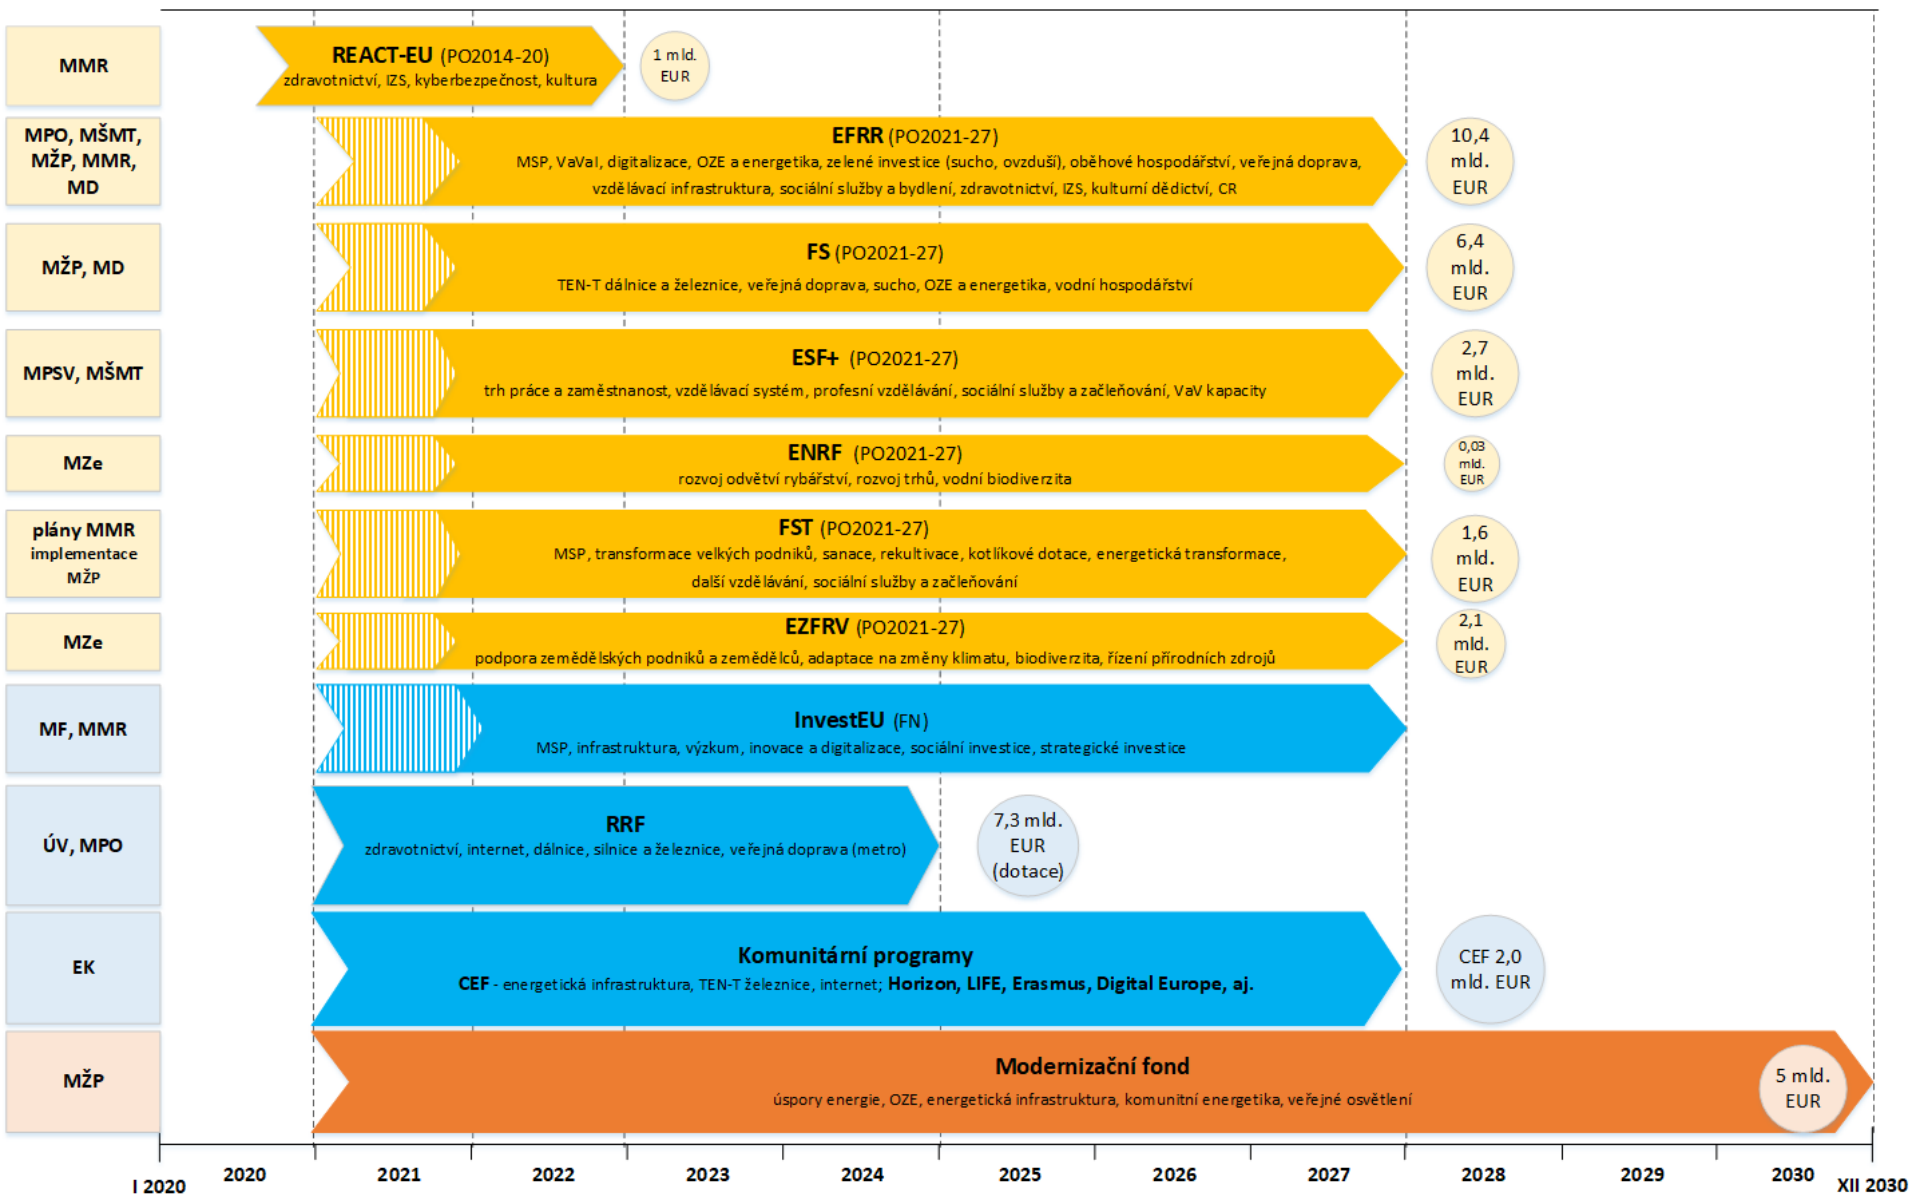 MMR
REACT-EU (PO2014-20)
zdravotnictví, IZS, kyberbezpečnost, kultura
1 mld.
EUR
MPO, MŠMT,
MŽP, MMR,
MD
EFRR (PO2021-27)
MSP, VaVaI, digitalizace, OZE a energetika, zelené investice (sucho, ovzduší), oběhové hospodářství, veřejná doprava,
vzdělávací infrastruktura, sociální služby a bydlení, zdravotnictví, IZS, kulturní dědictví, CR
10,4
mld.
EUR
MŽP, MD
FS (PO2021-27)
TEN-T dálnice a železnice, veřejná doprava, sucho, OZE a energetika, vodní hospodářství
6,4
mld.
EUR
MPSV, MŠMT
ESF+ (PO2021-27)
trh práce a zaměstnanost, vzdělávací systém, profesní vzdělávání, sociální služby a začleňování, VaV kapacity
2,7
mld.
EUR
MZe
ENRF (PO2021-27)
rozvoj odvětví rybářství, rozvoj trhů, vodní biodiverzita
0,03
mld.
EUR
plány MMR
implementace
MŽP
FST (PO2021-27)
MSP, transformace velkých podniků, sanace, rekultivace, kotlíkové dotace, energetická transformace,
další vzdělávání, sociální služby a začleňování
1,6
mld.
EUR
MZe
EZFRV (PO2021-27)
podpora zemědělských podniků a zemědělců, adaptace na změny klimatu, biodiverzita, řízení přírodních zdrojů
2,1
mld.
EUR
MF, MMR
InvestEU (FN)
MSP, infrastruktura, výzkum, inovace a digitalizace, sociální investice, strategické investice
ÚV, MPO
RRF
zdravotnictví, internet, dálnice, silnice a železnice, veřejná doprava (metro)
7,3 mld.
EUR
(dotace)
EK
Komunitární programy
CEF - energetická infrastruktura, TEN-T železnice, internet; Horizon, LIFE, Erasmus, Digital Europe, aj.
CEF 2,0
mld. EUR
MŽP
Modernizační fond
úspory energie, OZE, energetická infrastruktura, komunitní energetika, veřejné osvětlení
5 mld.
EUR
I 2020
2020
2021
2022
2023
2024
2025
2026
2027
2028
2029
2030
XII 2030